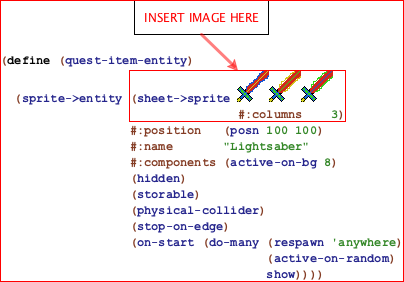 INSERT IMAGE HERE
(define (quest-item-entity)
(sprite->entity (sheet->sprite
#:columns 3)
#:position (posn 100 100)
#:name "Lightsaber"
#:components (active-on-bg 8)
(hidden)
(storable)
(physical-collider)
(stop-on-edge)
(on-start (do-many (respawn 'anywhere)
(active-on-random)
show))))